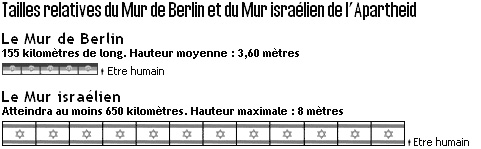 Tailles relatives du Mur de Berlin et du Mur israélien de l'Apartheid
Le Mur de Berlin
155 kilomètres de long. Hauteur moyenne : 3,60 mètres
Etre humain
Le Mur israélien
Atteindra au moins 650 kilomètres. Hauteur maximale : 8 mètres
Etre humain